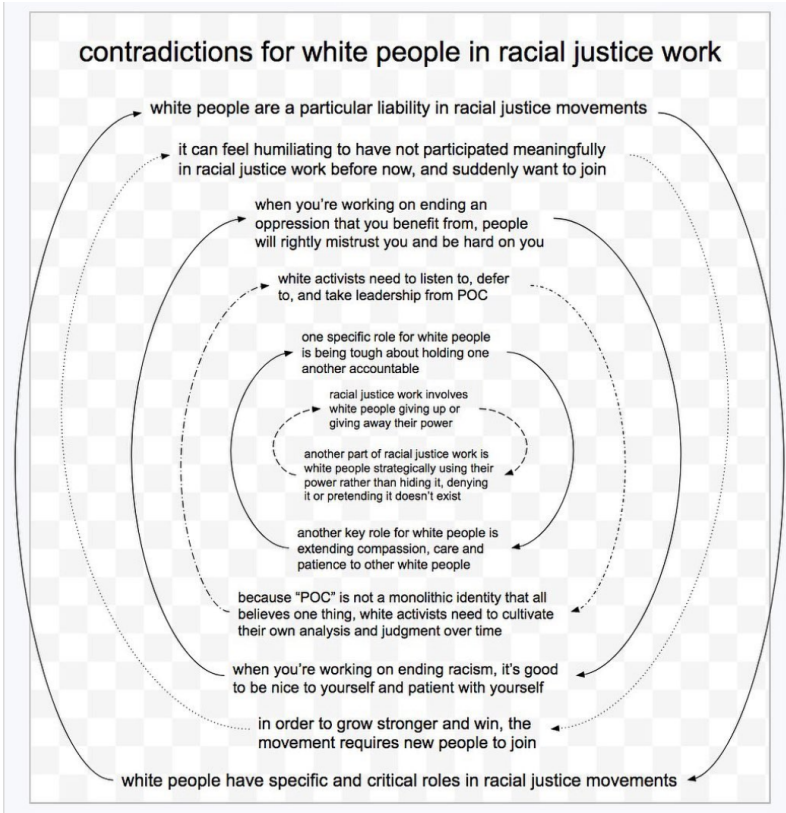 contradictions for white people in racial justice work
white people are a particular liability in racial justice movements
it can feel humiliating to have not participated meaningfully
in racial justice work before now, and suddenly want to join
when you're working on ending an
oppression that you benefit from, people
will rightly mistrust you and be hard on you
white activists need to listen to, defer
to, and take leadership from POC
one specific role for white people
is being tough about holding one
another accountable
racial justice work involves
white people giving up or
giving away their power
another part of racial justice work is
white people strategically using their
power rather than hiding it, denying
it or pretending it doesn't exist
another key role for white people is
extending compassion, care and
patience to other white people
because “POC” is not a monolithic identity that all
believes one thing, white activists need to cultivate
their own analysis and judgment over time
when you're working on ending racism, it's good
to be nice to yourself and patient with yourself
in order to grow stronger and win, the
movement requires new people to join
white people have specific and critical roles in racial justice movements